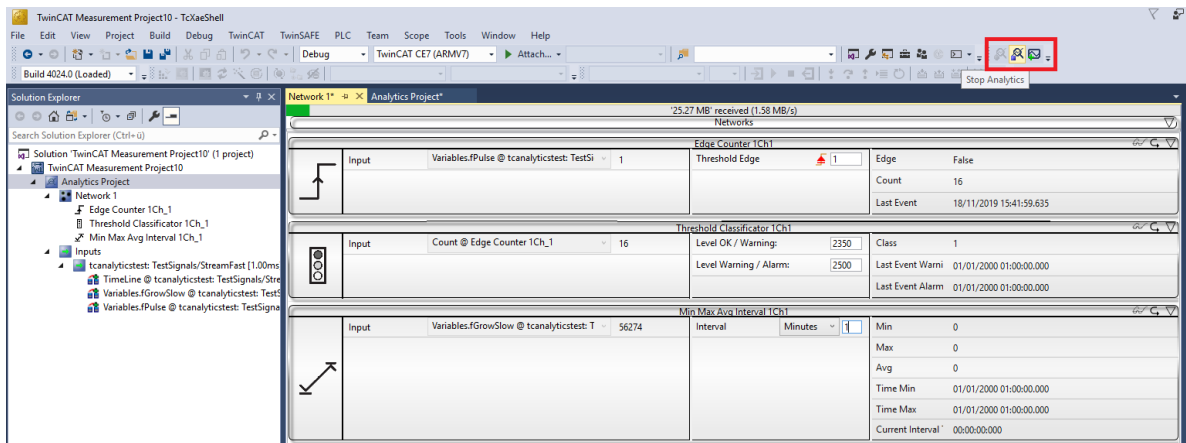 TwinCAT Measurement Project10 - TcXaeShell
File Edit View Project Build Debug TwinCAT TwinSAFE PLC Team Scope Tools Window Help
Debug TwinCAT CE7 (ARMV7) Attach...
Build 4024.0 (Loaded)
Stop Analytics
Solution Explorer
Search Solution Explorer (Ctrl+ü)
Solution 'TwinCAT Measurement Project10' (1 project)
TwinCAT Measurement Project10
Analytics Project
Network 1
Edge Counter 1Ch_1
Threshold Classificator 1Ch_1
Min Max Avg Interval 1Ch_1
Inputs
tcanalyticstest: TestSignals/StreamFast [1.00ms
TimeLine @ tcanalyticstest: TestSignals/Stre
Variables.fGrowSlow @ tcanalyticstest: TestS
Variables.fPulse @ tcanalyticstest: TestSigna
Network 1* Analytics Project*
'25.27 MB' received (1.58 MB/s)
Networks
Edge Counter 1Ch1
Input Variables.fPulse @ tcanalyticstest: TestSi 1 Threshold Edge 1 Edge False
Count 16
Last Event 18/11/2019 15:41:59.635
Threshold Classificator 1Ch1
Input Count @ Edge Counter 1Ch_1 16 Level OK / Warning: 2350 Class 1
Level Warning / Alarm: 2500 Last Event Warni 01/01/2000 01:00:00.000
Last Event Alarm 01/01/2000 01:00:00.000
Min Max Avg Interval 1Ch1
Input Variables.fGrowSlow @ tcanalyticstest: T 56274 Interval Minutes 1 Min 0
Max 0
Avg 0
Time Min 01/01/2000 01:00:00.000
Time Max 01/01/2000 01:00:00.000
Current Interval 00:00:00:000